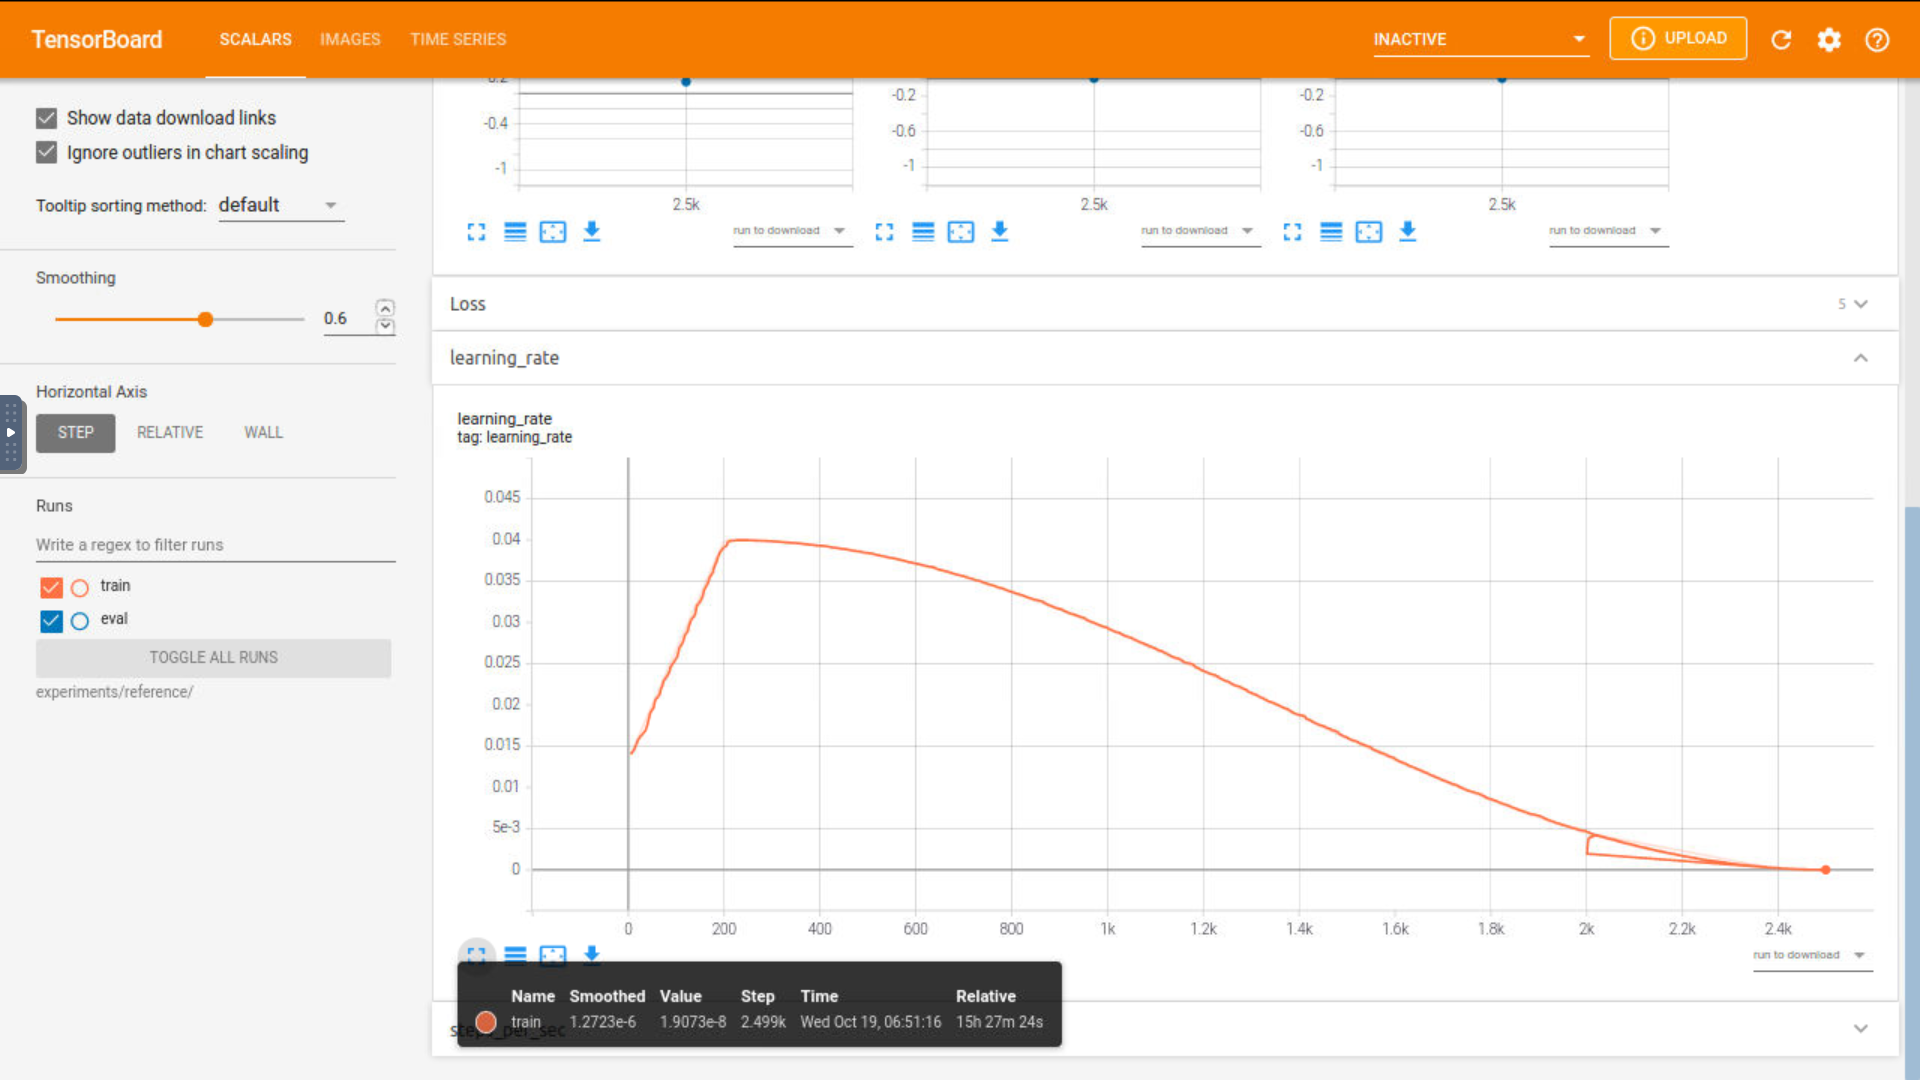 TensorBoard
SCALARS
IMAGES
TIME SERIES
INACTIVE
UPLOAD
Show data download links
Ignore outliers in chart scaling
Tooltip sorting method: default
Smoothing
0.6
Horizontal Axis
STEP
RELATIVE
WALL
Runs
Write a regex to filter runs
train
eval
TOGGLE ALL RUNS
experiments/reference/
-0.4
-1
2.5k
run to download
-0.2
-0.6
-1
2.5k
run to download
-0.2
-0.6
-1
2.5k
run to download
Loss
5
learning_rate
learning_rate
tag: learning_rate
0.045
0.04
0.035
0.03
0.025
0.02
0.015
0.01
5e-3
0
0 200 400 600 800 1k 1.2k 1.4k 1.6k 1.8k 2k 2.2k 2.4k
run to download
Name Smoothed Value Step Time Relative
train 1.2723e-6 1.9073e-8 2.499k Wed Oct 19, 06:51:16 15h 27m 24s